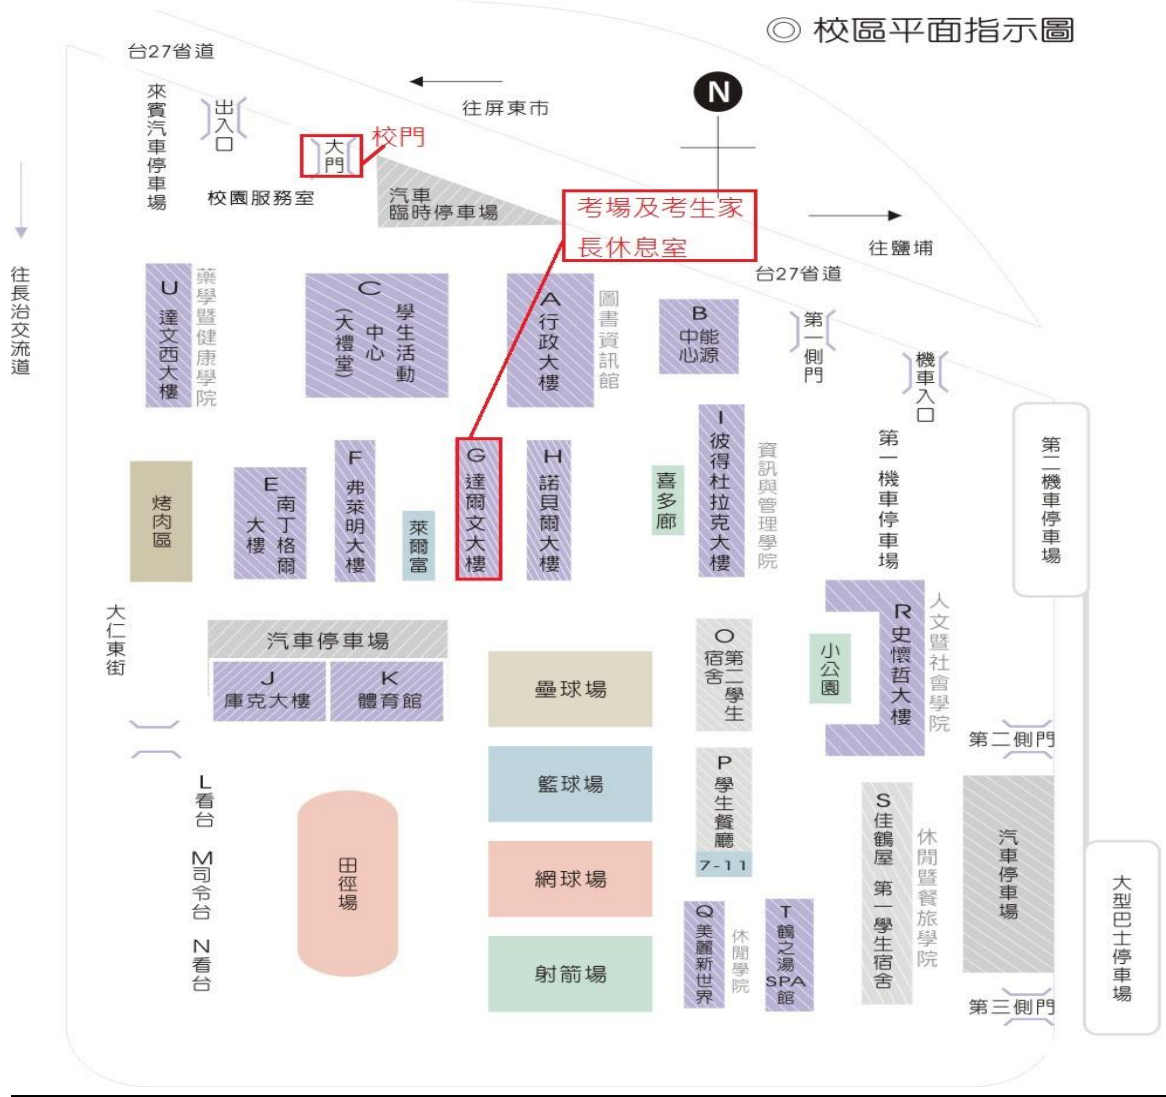 ◎ 校區平面指示圖
台27省道
往屏東市
N
來賓汽車停車場
出入口
大門
校門
校園服務室
汽車
臨時停車場
考場及考生家
長休息室
往鹽埔
台27省道
往長治交流道
U 達文西大樓
藥學暨健康學院
C
學生活動
中心
(大禮堂)
A 行政大樓
圖書資訊館
B
能源
中心
第一側門
機車入口
烤肉區
E
南丁格爾
大樓
F 弗萊明大樓
萊爾富
G 達爾文大樓
H 諾貝爾大樓
喜多廊
I 彼得杜拉克大樓
資訊與管理學院
第一機車停車場
第二機車停車場
大仁東街
汽車停車場
J
庫克大樓
K
體育館
壘球場
O
第二學生
宿舍
小公園
R 史懷哲大樓
人文暨社會學院
第二側門
L看台
M司令台
N看台
田徑場
籃球場
網球場
射箭場
P 學生餐廳
7-11
Q 美麗新世界
休閒學院
T 鶴之湯SPA館
S 佳鶴屋 第一學生宿舍
休閒暨餐旅學院
汽車停車場
第三側門
大型巴士停車場